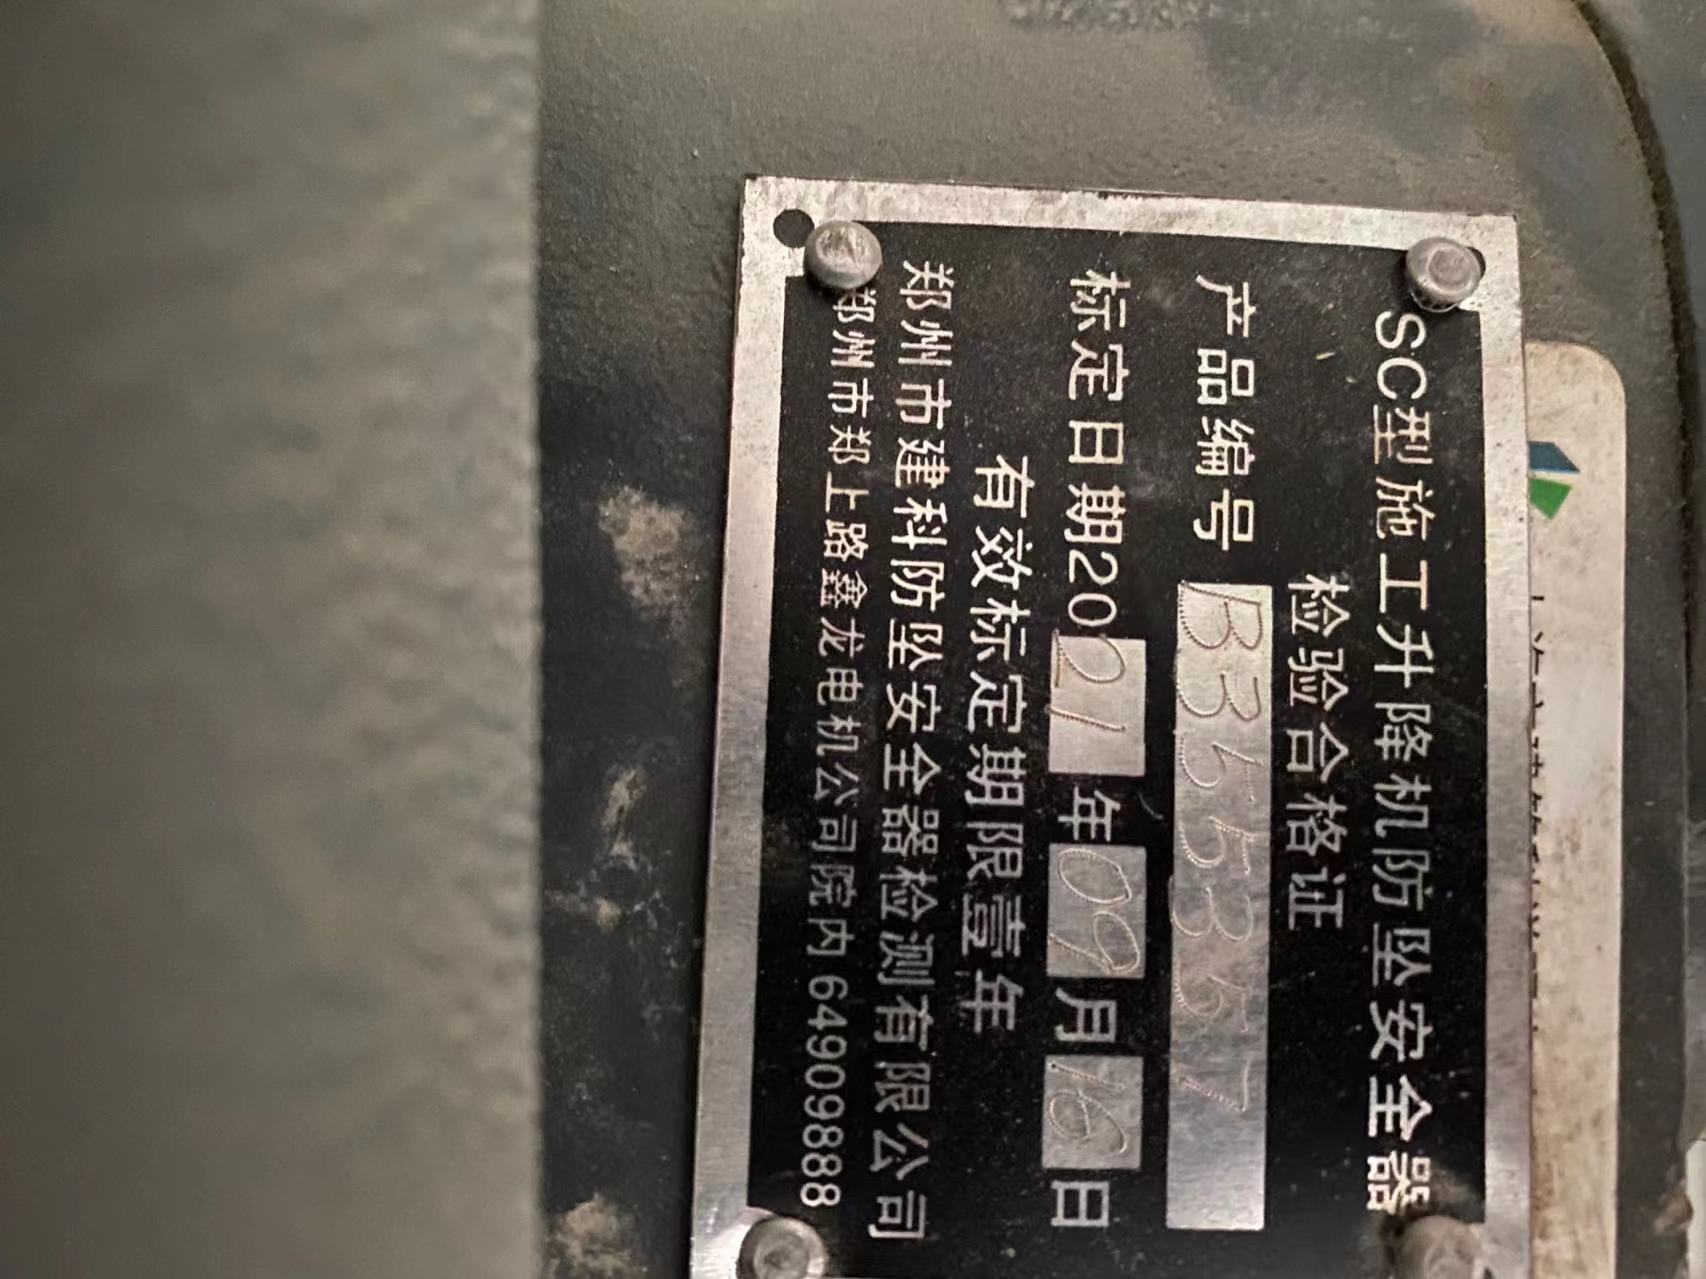 SC型施工升降机防坠安全器
检验合格证
产品编号 B3555367
标定日期2021年09月16日
有效标定期限壹年
郑州市建科防坠安全器检测有限公司
郑州市郑上路鑫龙电机公司院内 64909888